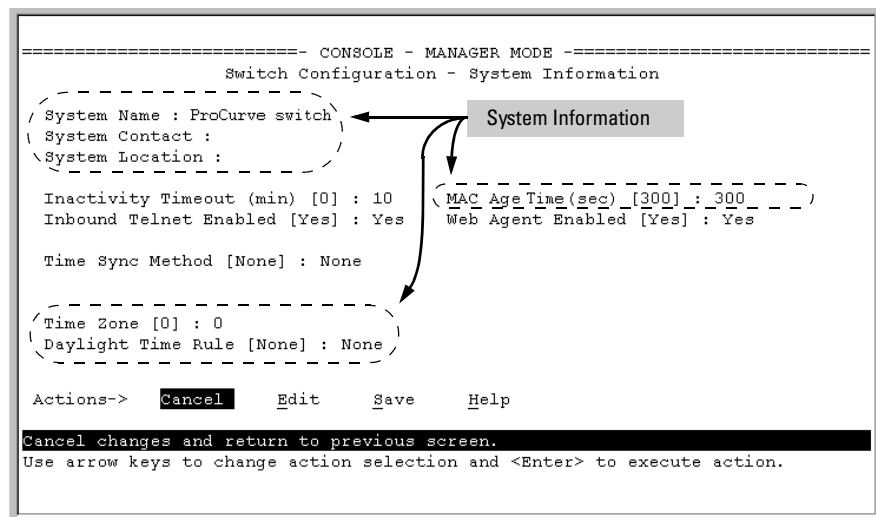 ==========================- CONSOLE - MANAGER MODE -============================
Switch Configuration - System Information
System Name : ProCurve switch
System Information
System Contact :
System Location :
Inactivity Timeout (min) [0] : 10 MAC Age Time(sec) [300] : 300
Inbound Telnet Enabled [Yes] : Yes Web Agent Enabled [Yes] : Yes
Time Sync Method [None] : None
Time Zone [0] : 0
Daylight Time Rule [None] : None
Actions-> Cancel Edit Save Help
Cancel changes and return to previous screen.
Use arrow keys to change action selection and <Enter> to execute action.